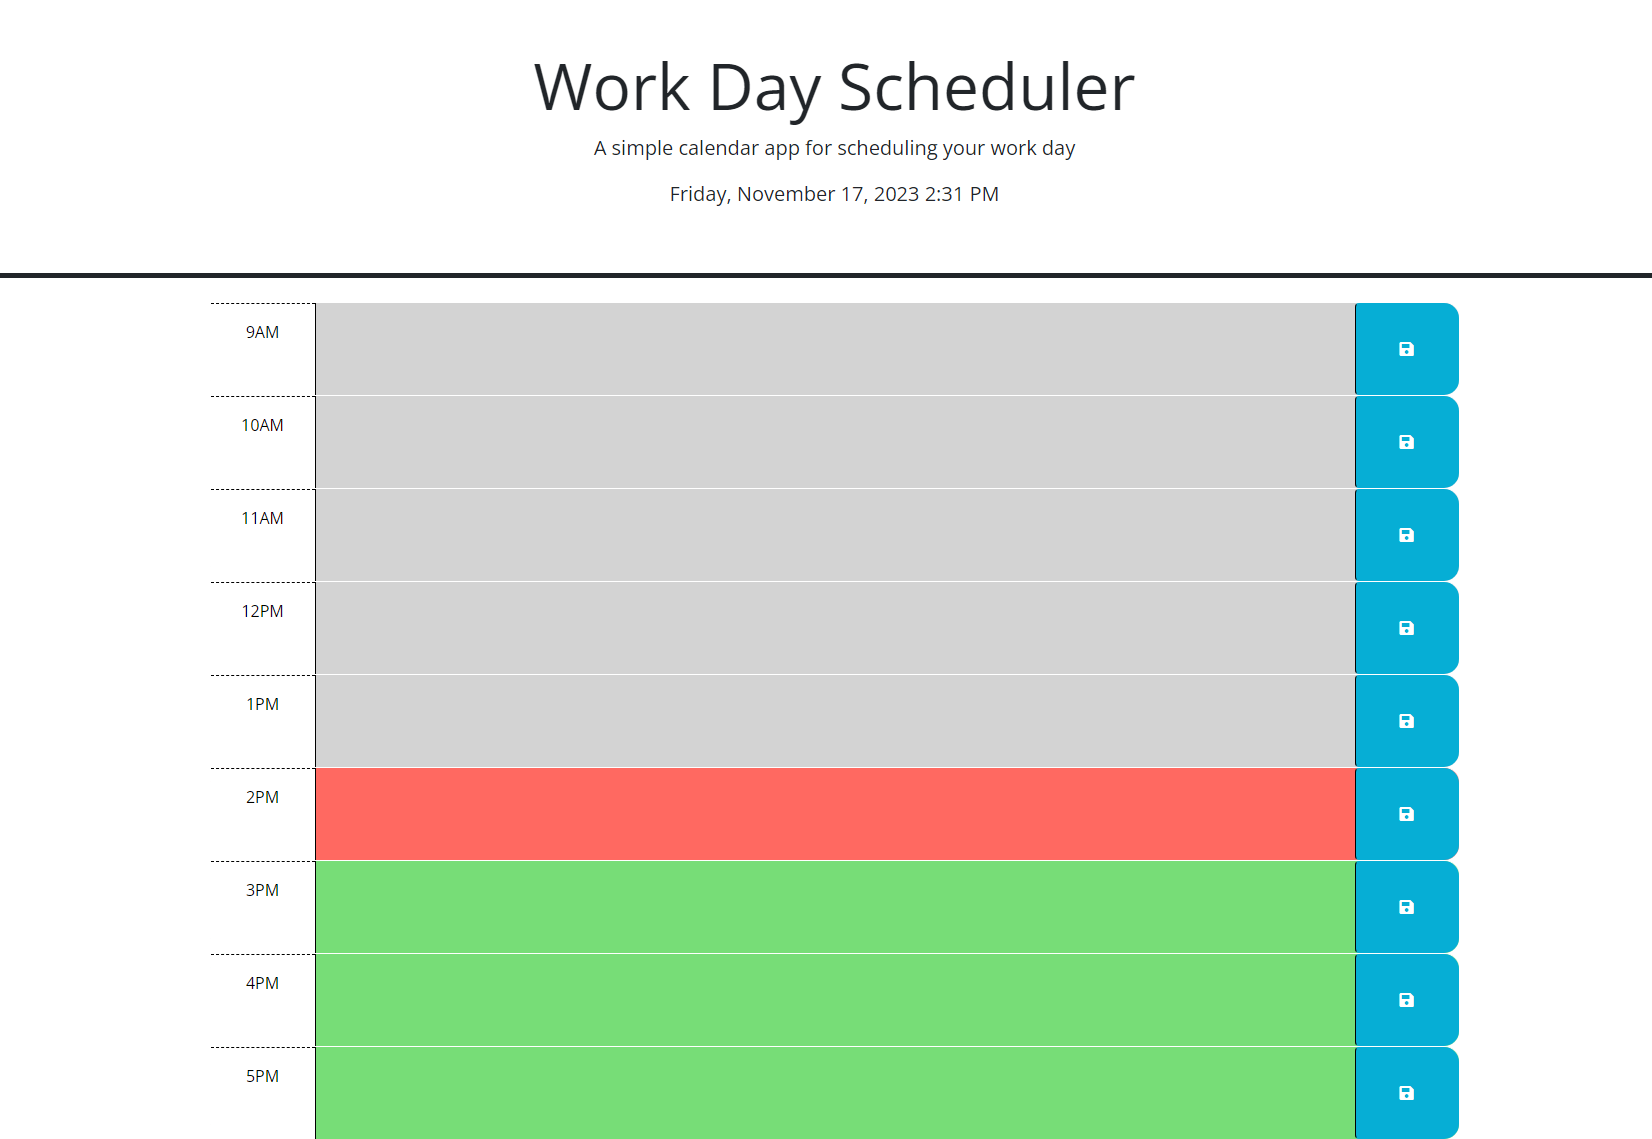 Work Day Scheduler
A simple calendar app for scheduling your work day
Friday, November 17, 2023 2:31 PM
9AM
10AM
11AM
12PM
1PM
2PM
3PM
4PM
5PM